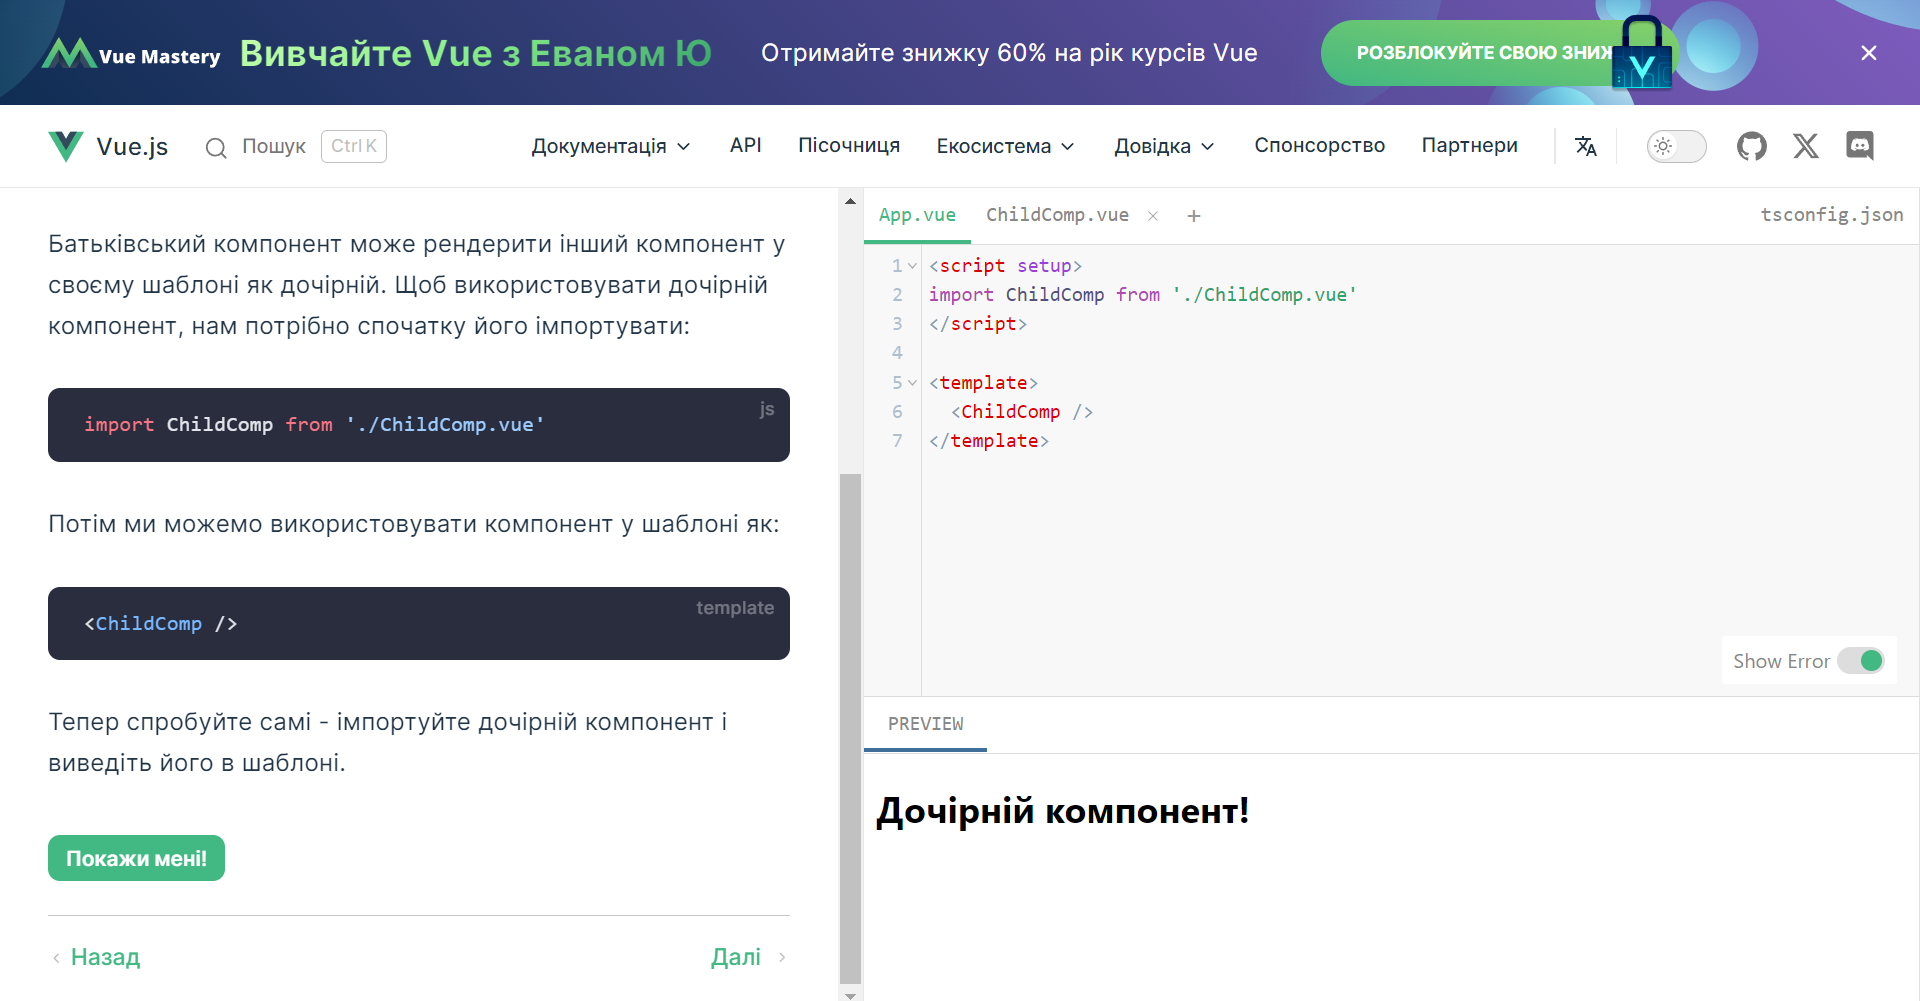 Vue Mastery
Вивчайте Vue з Еваном Ю
Отримайте знижку 60% на рік курсів Vue
РОЗБЛОКУЙТЕ СВОЮ
Vue.js
Пошук
Ctrl K
Документація
API
Пісочниця
Екосистема
Довідка
Спонсорство
Партнери
Батьківський компонент може рендерити інший компонент у
своєму шаблоні як дочірній. Щоб використовувати дочірній
компонент, нам потрібно спочатку його імпортувати:
js
import ChildComp from './ChildComp.vue'
Потім ми можемо використовувати компонент у шаблоні як:
template
<ChildComp />
Тепер спробуйте самі - імпортуйте дочірній компонент і
виведіть його в шаблоні.
Покажи мені!
Назад
Далі
App.vue
ChildComp.vue
+
tsconfig.json
1 <script setup>
2 import ChildComp from './ChildComp.vue'
3 </script>
4
5 <template>
6 <ChildComp />
7 </template>
Show Error
PREVIEW
Дочірній компонент!